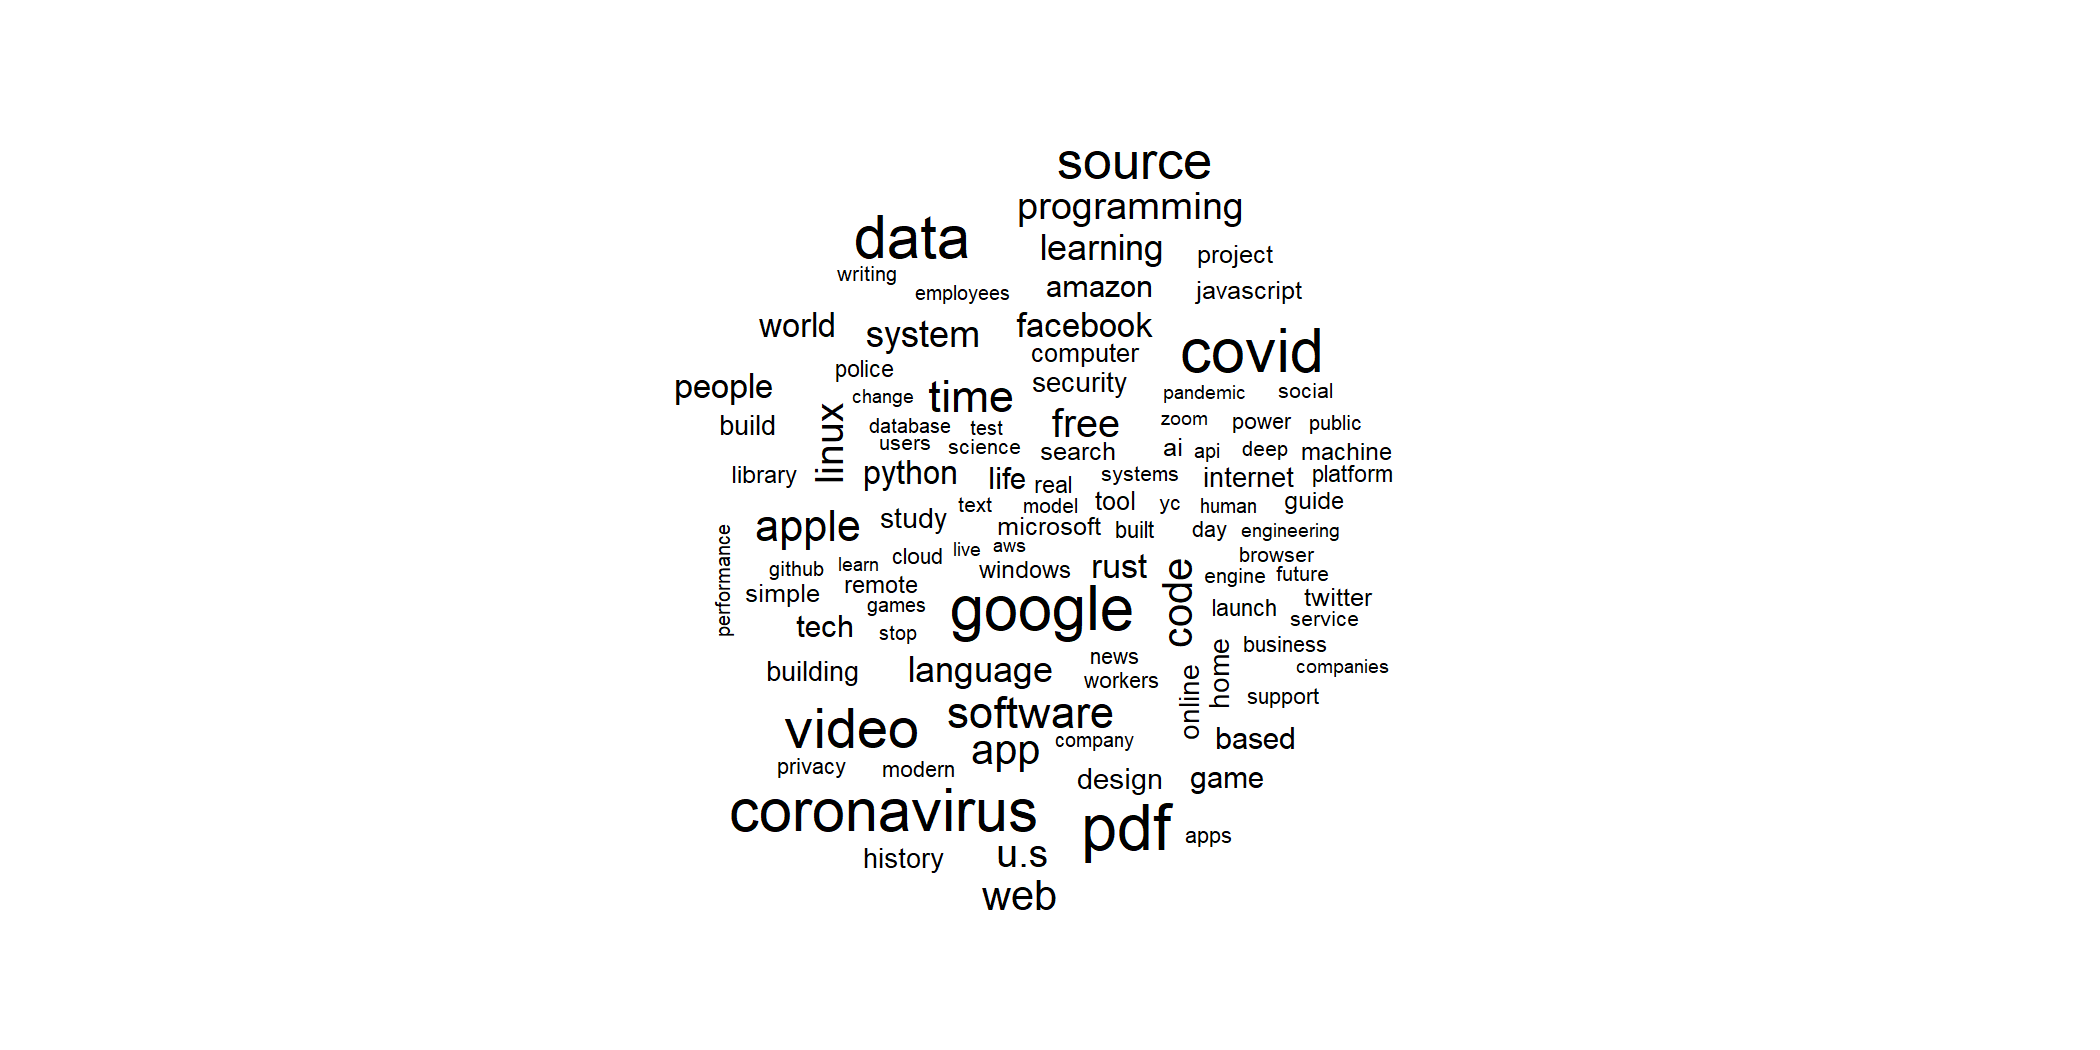 source
programming
data
learning
project
writing
employees
amazon
javascript
world
system
facebook
computer
covid
police
people
change
time
security
pandemic
social
build
linux
database
test
free
zoom
power
public
users
science
search
ai
api
deep
machine
library
python
life
real
systems
internet
platform
text
model
tool
yc
human
guide
apple
study
microsoft
built
day
engineering
performance
github
learn
cloud
live
aws
windows
rust
code
browser
engine
future
simple
remote
games
google
launch
twitter
service
tech
stop
building
language
news
workers
online
home
business
companies
support
video
software
app
company
based
privacy
modern
design
game
coronavirus
pdf
apps
history
u.s
web